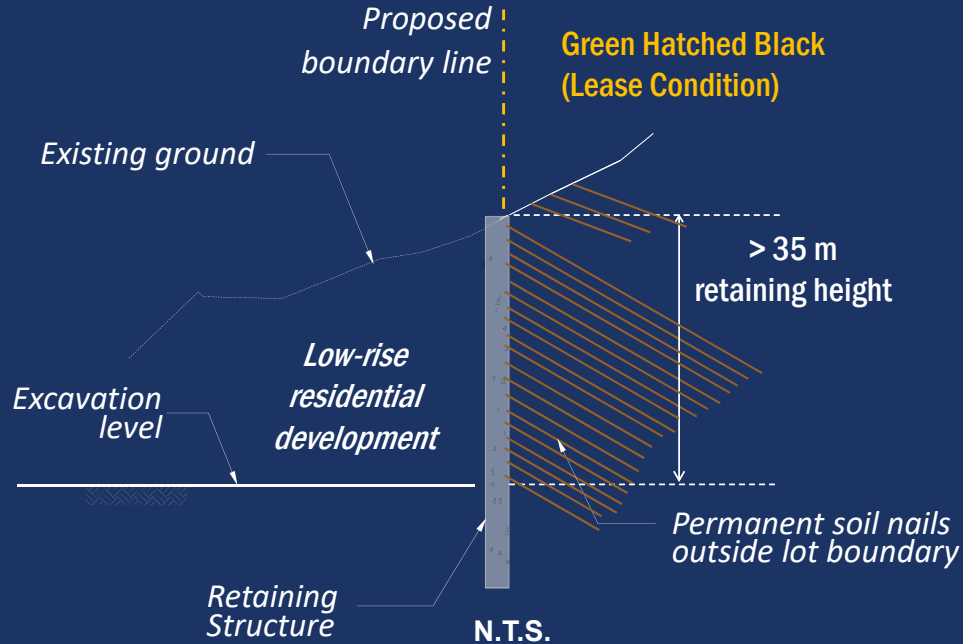 Proposed
boundary line
Green Hatched Black
(Lease Condition)
Existing ground
> 35 m
retaining height
Low-rise
residential
development
Excavation
level
Permanent soil nails
outside lot boundary
Retaining
Structure
N.T.S.